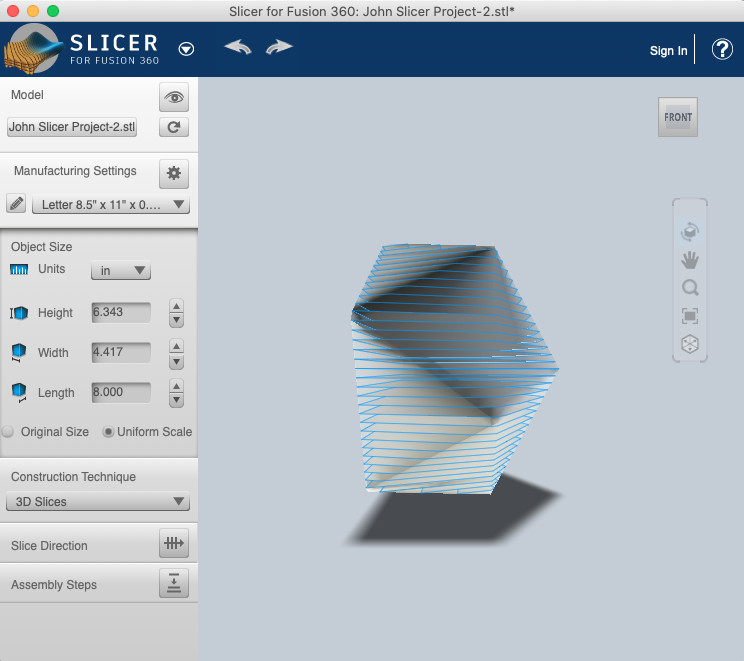 Slicer for Fusion 360: John Slicer Project-2.stl*
SLICER
FOR FUSION 360
Sign In
?
Model
John Slicer Project-2.stl
Manufacturing Settings
Letter 8.5" x 11" x 0....
Object Size
Units
in
Height
6.343
Width
4.417
Length
8.000
Original Size
Uniform Scale
Construction Technique
3D Slices
Slice Direction
Assembly Steps
FRONT